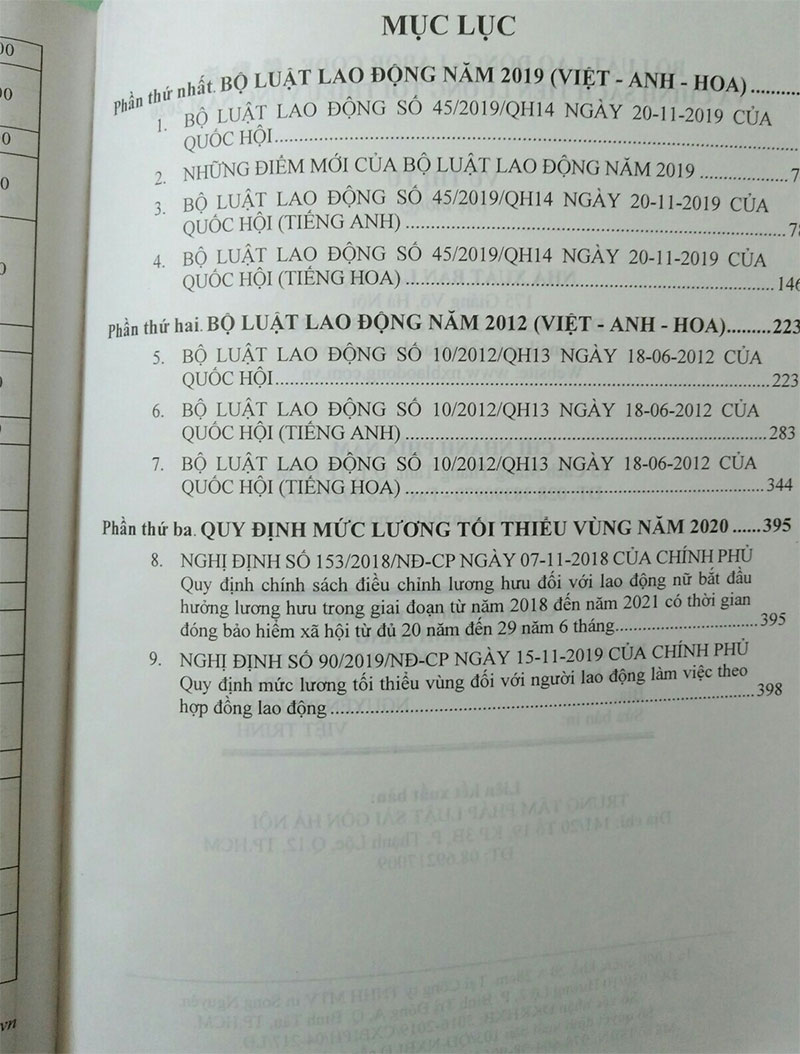 MỤC LỤC
Phần thứ nhất. BỘ LUẬT LAO ĐỘNG NĂM 2019 (VIỆT - ANH - HOA)..........
1. BỘ LUẬT LAO ĐỘNG SỐ 45/2019/QH14 NGÀY 20-11-2019 CỦA
QUỐC HỘI..........
2. NHỮNG ĐIỂM MỚI CỦA BỘ LUẬT LAO ĐỘNG NĂM 2019 ..........7
3. BỘ LUẬT LAO ĐỘNG SỐ 45/2019/QH14 NGÀY 20-11-2019 CỦA
QUỐC HỘI (TIẾNG ANH) ..........78
4. BỘ LUẬT LAO ĐỘNG SỐ 45/2019/QH14 NGÀY 20-11-2019 CỦA
QUỐC HỘI (TIẾNG HOA) ..........146
Phần thứ hai. BỘ LUẬT LAO ĐỘNG NĂM 2012 (VIỆT - ANH - HOA).........223
5. BỘ LUẬT LAO ĐỘNG SỐ 10/2012/QH13 NGÀY 18-06-2012 CỦA
QUỐC HỘI..........223
6. BỘ LUẬT LAO ĐỘNG SỐ 10/2012/QH13 NGÀY 18-06-2012 CỦA
QUỐC HỘI (TIẾNG ANH) ..........283
7. BỘ LUẬT LAO ĐỘNG SỐ 10/2012/QH13 NGÀY 18-06-2012 CỦA
QUỐC HỘI (TIẾNG HOA) ..........344
Phần thứ ba. QUY ĐỊNH MỨC LƯƠNG TỐI THIỂU VÙNG NĂM 2020 ......395
8. NGHỊ ĐỊNH SỐ 153/2018/NĐ-CP NGÀY 07-11-2018 CỦA CHÍNH PHỦ
Quy định chính sách điều chỉnh lương hưu đối với lao động nữ bắt đầu
hưởng lương hưu trong giai đoạn từ năm 2018 đến năm 2021 có thời gian
đóng bảo hiểm xã hội từ đủ 20 năm đến 29 năm 6 tháng..........395
9. NGHỊ ĐỊNH SỐ 90/2019/NĐ-CP NGÀY 15-11-2019 CỦA CHÍNH PHỦ
Quy định mức lương tối thiểu vùng đối với người lao động làm việc theo
hợp đồng lao động ..........398